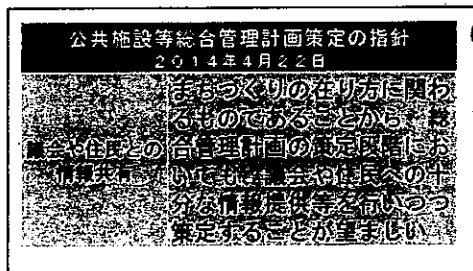 公共施設等総合管理計画策定の指針
2014年4月22日
議会や住民との
情報共有
まちづくりの在り方に関わ
るものであることから、総
合管理計画の策定段階にお
いても、議会や住民への十
分な情報提供等を行いつつ
策定することが望ましい